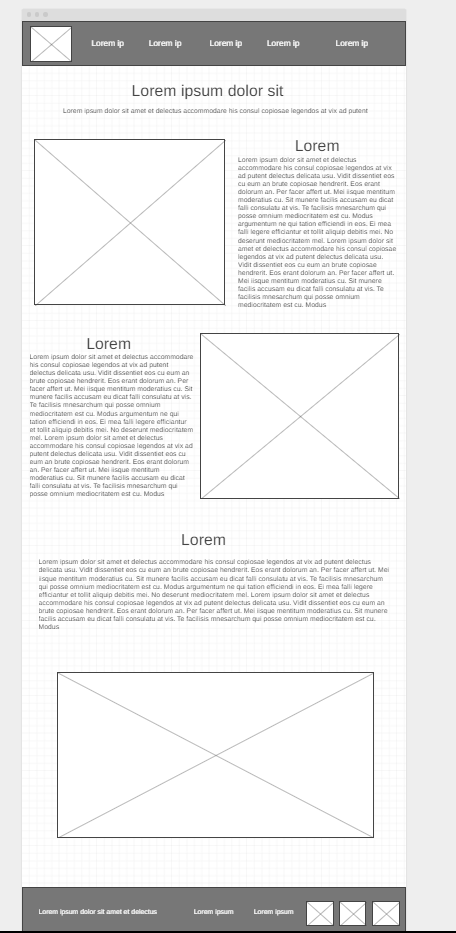 Lorem ip
Lorem ip
Lorem ip
Lorem ip
Lorem ip
Lorem ipsum dolor sit
Lorem ipsum dolor sit amet et delectus accommodare his consul copiosae legendos at vix ad putent
Lorem
Lorem ipsum dolor sit amet et delectus
accommodare his consul copiosae legendos at vix
ad putent delectus delicata usu. Vidit dissentiet eos
cu eum an brute copiosae hendrerit. Eos erant
dolorum an. Per facer affert ut. Mei iisque mentitum
moderatius cu. Sit munere facilis accusam eu dicat
falli consulatu at vis. Te facilisis mnesarchum qui
posse omnium mediocritatem est cu. Modus
argumentum ne qui tation efficiendi in eos. Ei mea
falli legere efficiantur et tollit aliquip debitis mei. No
deserunt mediocritatem. Lorem ipsum dolor sit
amet et delectus accommodare his consul copiosae
legendos at vix ad putent delectus delicata usu.
Vidit dissentiet eos cu eum an brute copiosae
hendrerit. Eos erant dolorum an. Per facer affert ut.
Mei iisque mentitum moderatius cu. Sit munere
facilis accusam eu dicat falli consulatu at vis. Te
facilisis mnesarchum qui posse omnium
mediocritatem est cu. Modus
Lorem
Lorem ipsum dolor sit amet et delectus accommodare
his consul copiosae legendos at vix ad putent
delectus delicata usu. Vidit dissentiet eos cu eum an
brute copiosae hendrerit. Eos erant dolorum an. Per
facer affert ut. Mei iisque mentitum moderatius cu. Sit
munere facilis accusam eu dicat falli consulatu at vis.
Te facilisis mnesarchum qui posse omnium
mediocritatem est cu. Modus argumentum ne qui
tation efficiendi in eos. Ei mea falli legere efficiantur
et tollit aliquip debitis mei. No deserunt mediocritatem
mel. Lorem ipsum dolor sit amet et delectus
accommodare his consul copiosae legendos at vix ad
putent delectus delicata usu. Vidit dissentiet eos cu
eum an brute copiosae hendrerit. Eos erant dolorum
an. Per facer affert ut. Mei iisque mentitum
moderatius cu. Sit munere facilis accusam eu dicat
falli consulatu at vis. Te facilisis mnesarchum qui
posse omnium mediocritatem est cu. Modus
Lorem
Lorem ipsum dolor sit amet et delectus accommodare his consul copiosae legendos at vix ad putent delectus
delicata usu. Vidit dissentiet eos cu eum an brute copiosae hendrerit. Eos erant dolorum an. Per facer affert ut. Mei
iisque mentitum moderatius cu. Sit munere facilis accusam eu dicat falli consulatu at vis. Te facilisis mnesarchum
qui posse omnium mediocritatem est cu. Modus argumentum ne qui tation efficiendi in eos. Ei mea falli legere
efficiantur et tollit aliquip debitis mei. No deserunt mediocritatem mel. Lorem ipsum dolor sit amet et delectus
accommodare his consul copiosae legendos at vix ad putent delectus delicata usu. Vidit dissentiet eos cu eum an
brute copiosae hendrerit. Eos erant dolorum an. Per facer affert ut. Mei iisque mentitum moderatius cu. Sit munere
facilis accusam eu dicat falli consulatu at vis. Te facilisis mnesarchum qui posse omnium mediocritatem est cu.
Modus
Lorem ipsum dolor sit amet et delectus
Lorem ipsum
Lorem ipsum